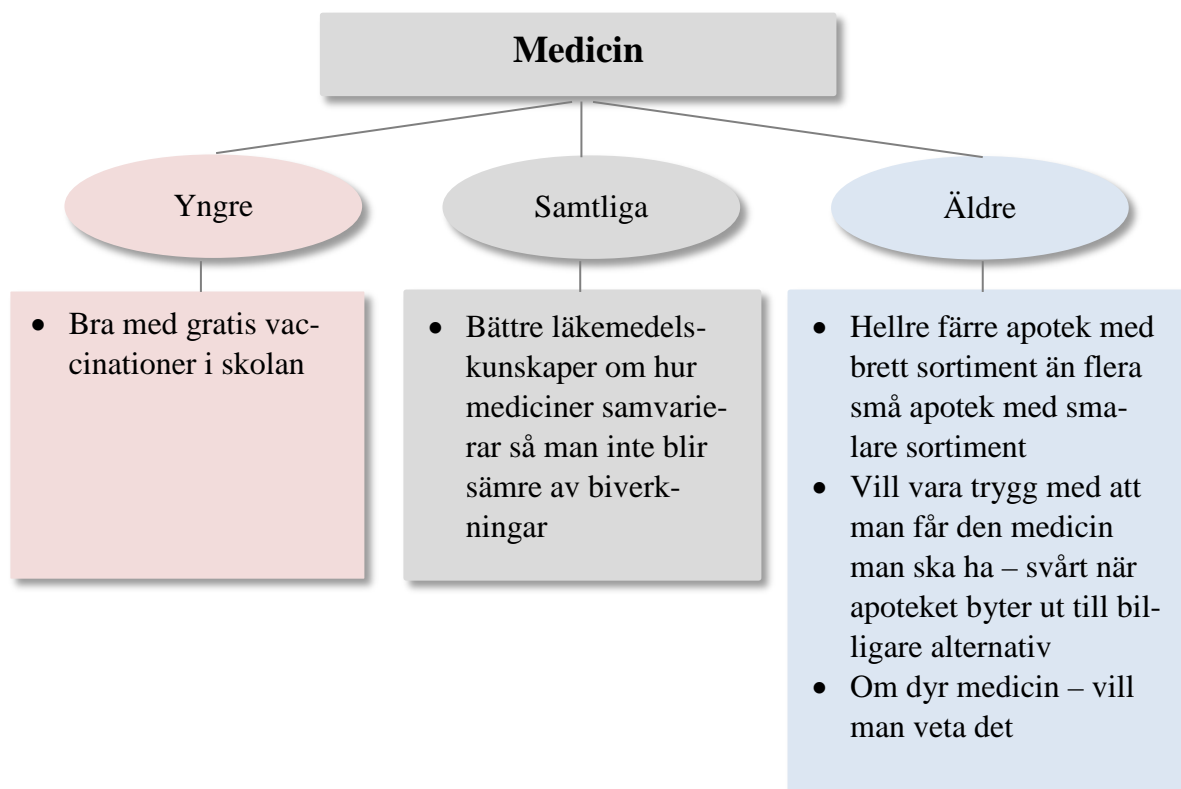 Medicin
Yngre
Samtliga
Äldre
• Bra med gratis vac-
cinationer i skolan
• Bättre läkemedels-
kunskaper om hur
mediciner samvarie-
rar så man inte blir
sämre av biverk-
ningar
• Hellre färre apotek med
brett sortiment än flera
små apotek med sma-
lare sortiment
• Vill vara trygg med att
man får den medicin
man ska ha – svårt när
apoteket byter ut till bil-
ligare alternativ
• Om dyr medicin – vill
man veta det